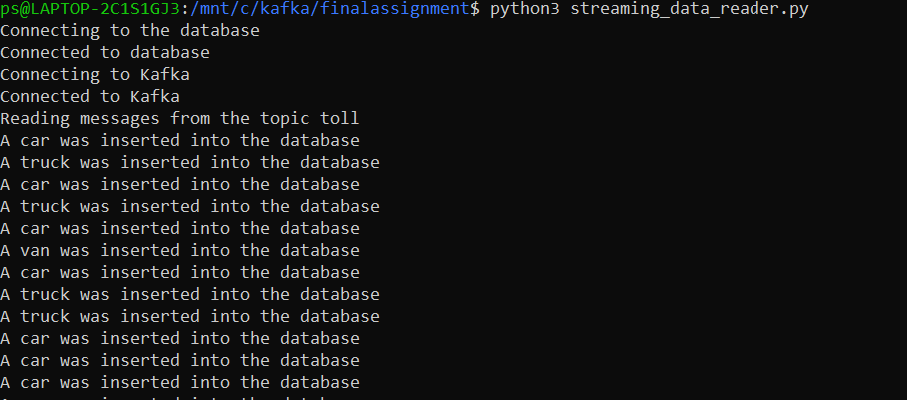 ps@LAPTOP-2C1S1GJ3:/mnt/c/kafka/finalassignment$ python3 streaming_data_reader.py
Connecting to the database
Connected to database
Connecting to Kafka
Connected to Kafka
Reading messages from the topic toll
A car was inserted into the database
A truck was inserted into the database
A car was inserted into the database
A truck was inserted into the database
A car was inserted into the database
A van was inserted into the database
A car was inserted into the database
A truck was inserted into the database
A truck was inserted into the database
A car was inserted into the database
A car was inserted into the database
A car was inserted into the database